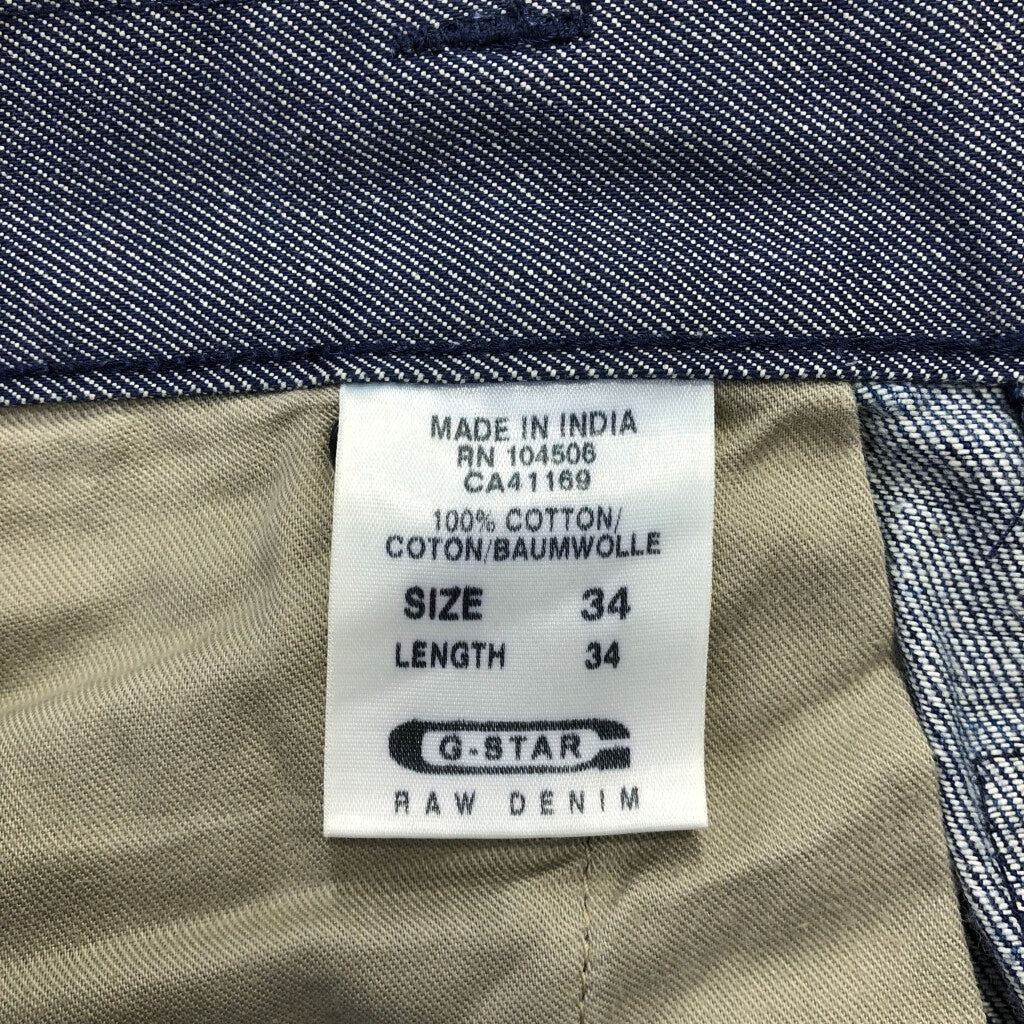 MADE IN INDIA
RN 104506
CA41169
100% COTTON/
COTON/BAUMWOLLE
SIZE 34
LENGTH 34
G-STAR
RAW DENIM